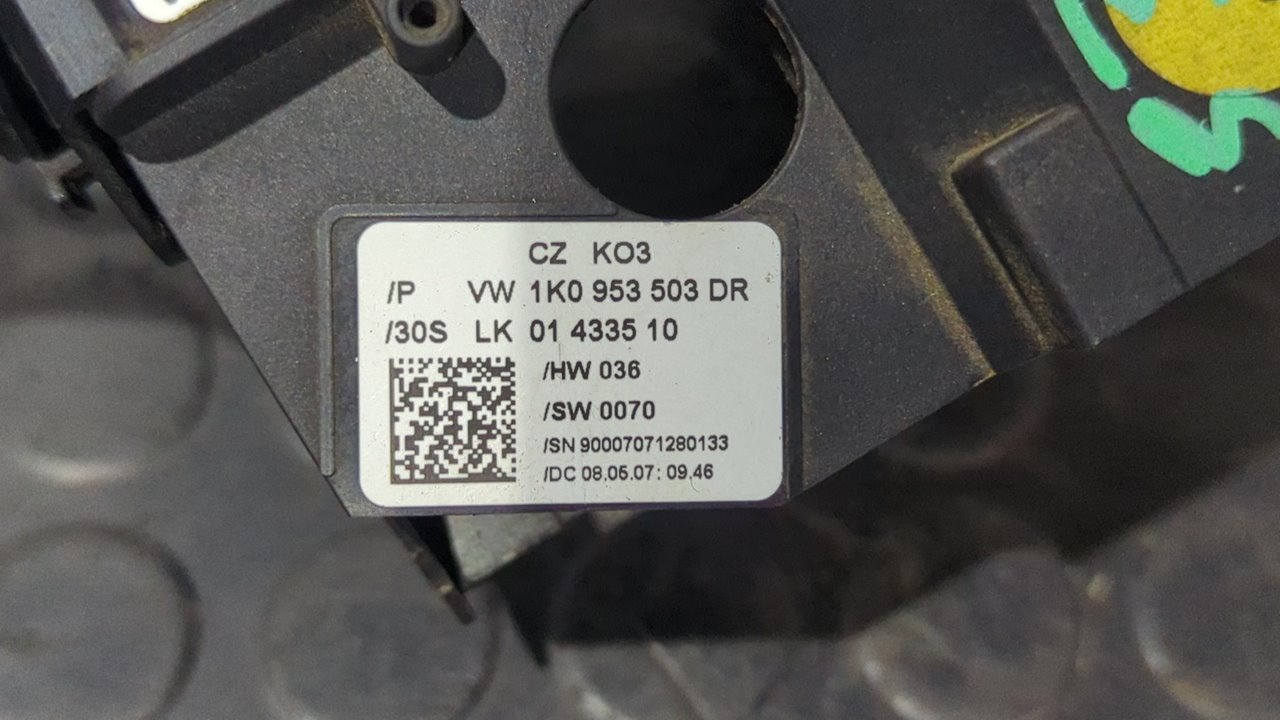 CZ KO3
/P VW 1K0 953 503 DR
/30S LK 01 4335 10
/HW 036
/SW 0070
/SN 90007071280133
/DC 08.05.07: 09.46